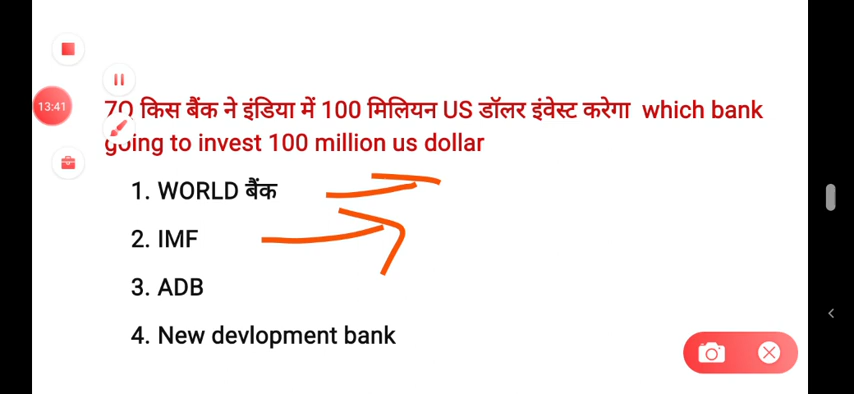 13:41
70 किस बैंक ने इंडिया में 100 मिलियन US डॉलर इंवेस्ट करेगा which bank
going to invest 100 million us dollar
1. WORLD बैंक
2. IMF
3. ADB
4. New devlopment bank